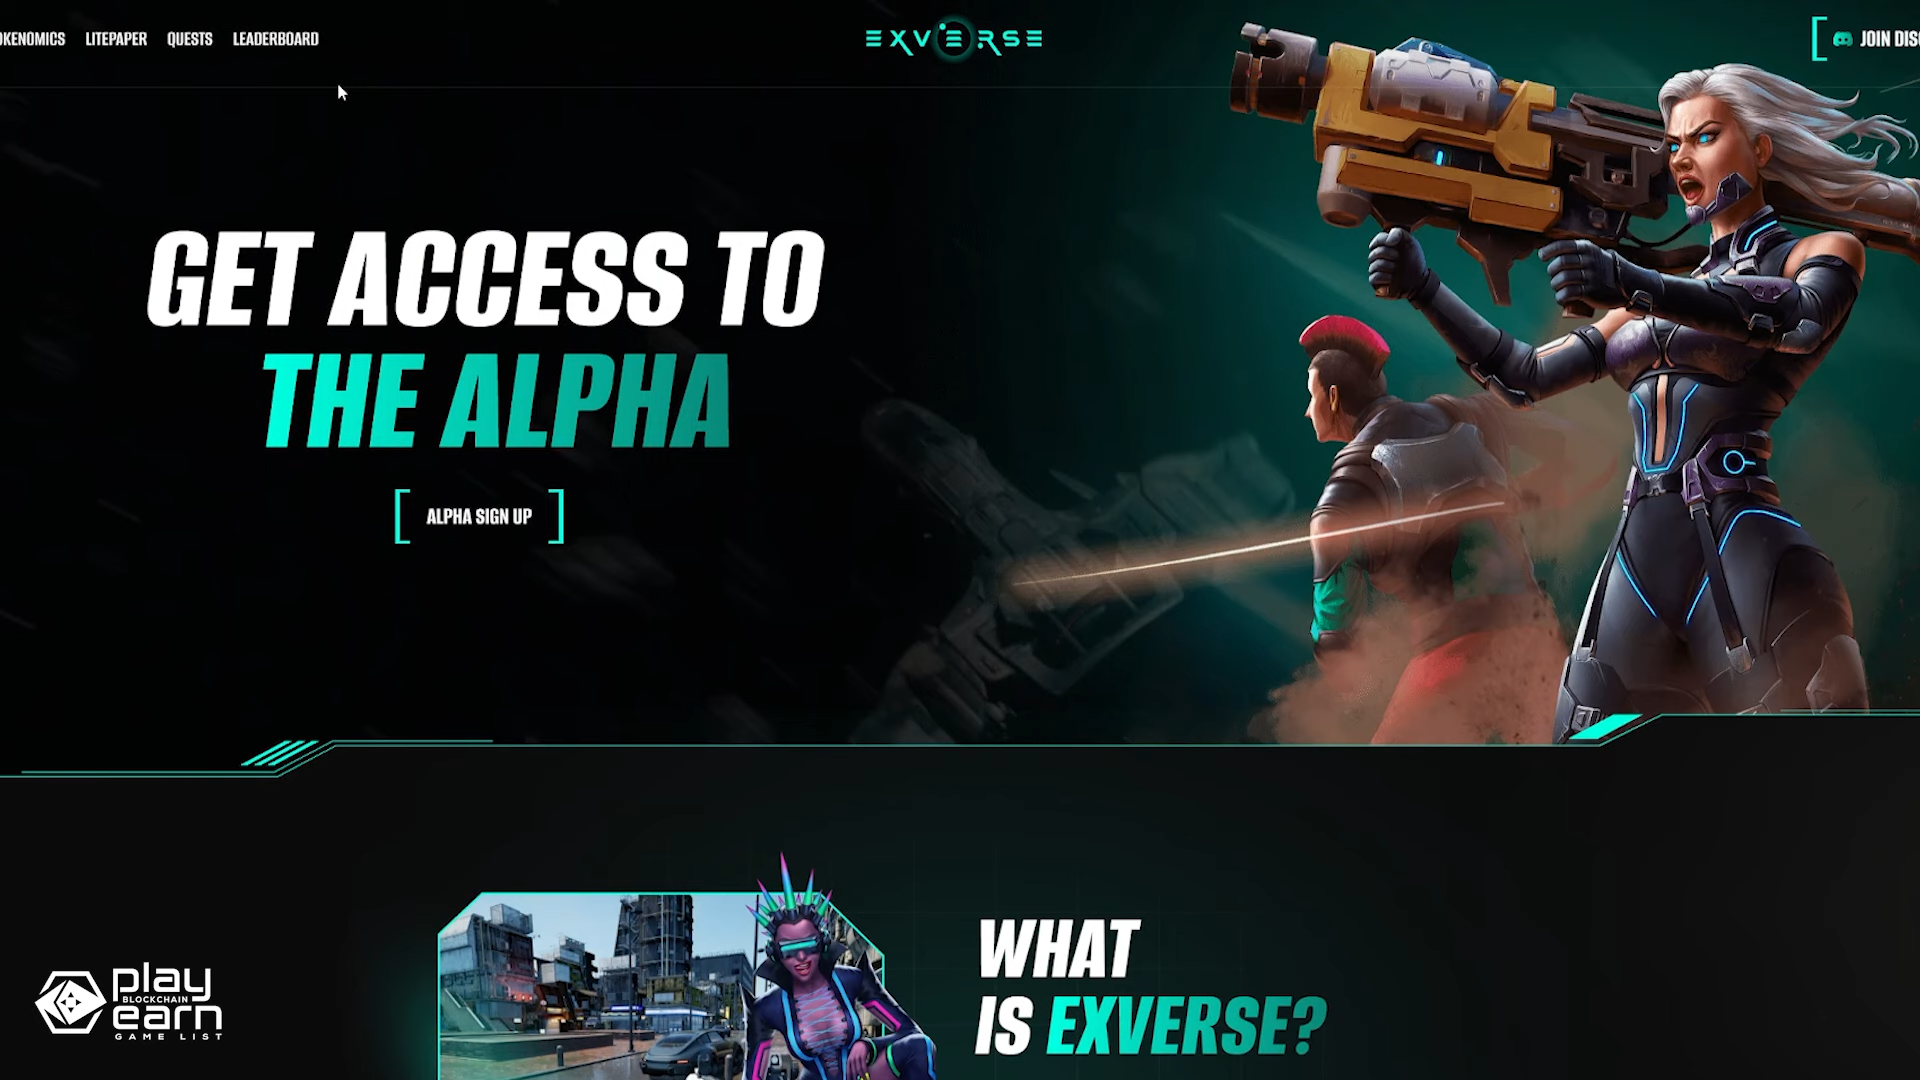 OKENOMICS LITEPAPER QUESTS LEADERBOARD
EXVERSE
JOIN DISC
GET ACCESS TO
THE ALPHA
ALPHA SIGN UP
WHAT
IS EXVERSE?
play
BLOCKCHAIN
earn
GAME LIST